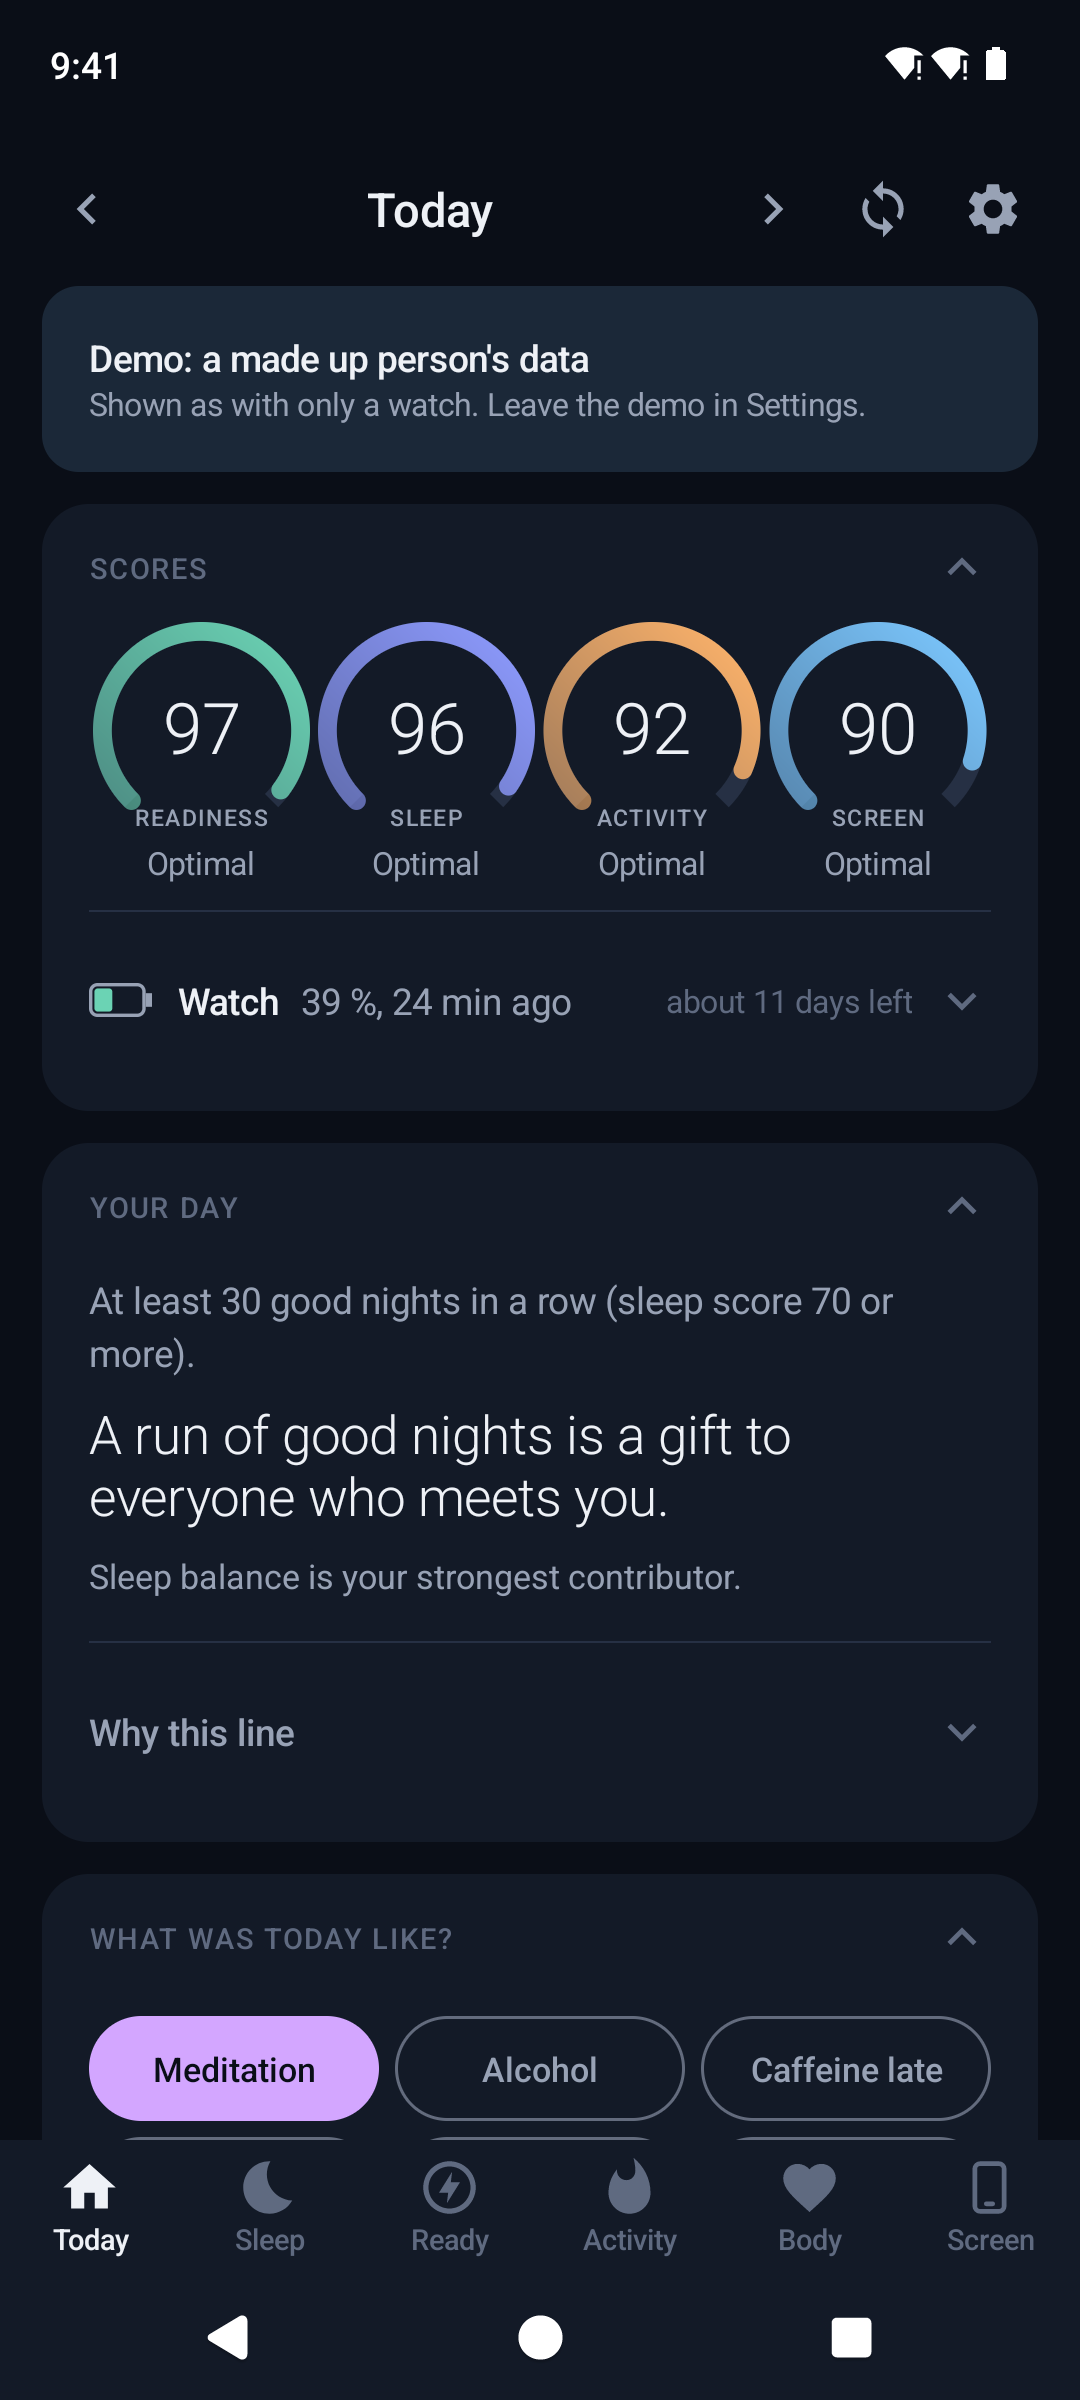 9:41
Today
Demo: a made up person's data
Shown as with only a watch. Leave the demo in Settings.
SCORES
97 96 92 90
READINESS SLEEP ACTIVITY SCREEN
Optimal Optimal Optimal Optimal
Watch 39 %, 24 min ago about 11 days left
YOUR DAY
At least 30 good nights in a row (sleep score 70 or
more).
A run of good nights is a gift to
everyone who meets you.
Sleep balance is your strongest contributor.
Why this line
WHAT WAS TODAY LIKE?
Meditation Alcohol Caffeine late
Today Sleep Ready Activity Body Screen